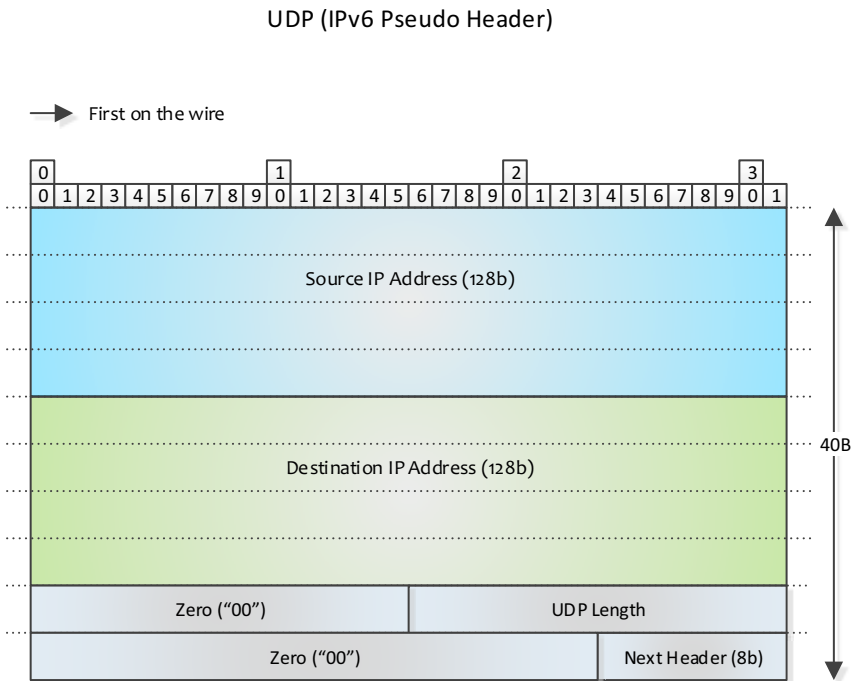 UDP (IPv6 Pseudo Header)
First on the wire
0 1 2 3
0 1 2 3 4 5 6 7 8 9 0 1 2 3 4 5 6 7 8 9 0 1 2 3 4 5 6 7 8 9 0 1
Source IP Address (128b)
40B
Destination IP Address (128b)
Zero (“00”) UDP Length
Zero (“00”) Next Header (8b)